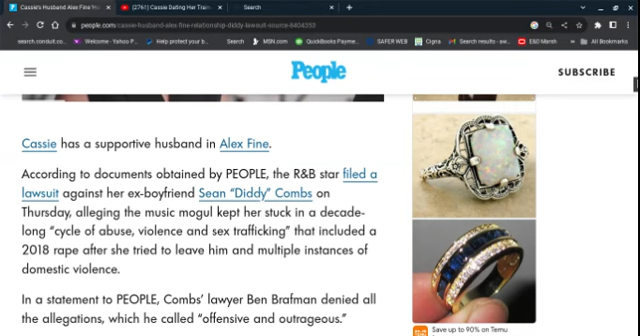 Cassie's Husband Alex Fine
(2761) Cassie Dating Her Train
Search
people.com/cassie-husband-alex-fine-relationship-diddy-lawsuit-source-8404353
search.conduit.co...
Welcome - Yahoo - P...
Help protect your b...
Search
MSN.com
QuickBooks Payme...
SAFER WEB
Cigna
Search results - aw...
E&O Marsh
All Bookmarks
People
SUBSCRIBE
Cassie has a supportive husband in Alex Fine.
According to documents obtained by PEOPLE, the R&B star filed a
lawsuit against her ex-boyfriend Sean “Diddy” Combs on
Thursday, alleging the music mogul kept her stuck in a decade-
long “cycle of abuse, violence and sex trafficking” that included a
2018 rape after she tried to leave him and multiple instances of
domestic violence.
In a statement to PEOPLE, Combs’ lawyer Ben Brafman denied all
the allegations, which he called “offensive and outrageous.”
Save up to 90% on Temu